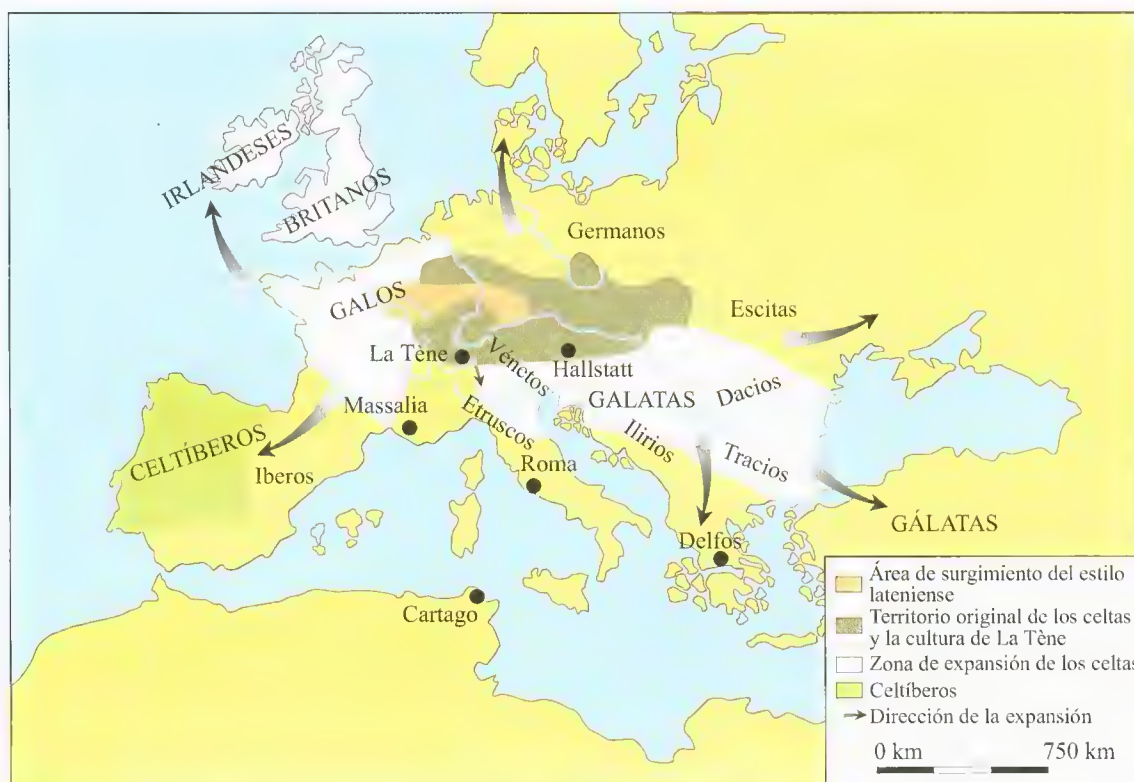 IRLANDESES
BRITANOS
Germanos
GALOS
Escitas
La Tène
Vénctos
Hallstatt
GALATAS
Dacios
Massalia
Etruscos
Ilirios
CELTÍBEROS
Iberos
Roma
Tracios
GÁLATAS
Delfos
Cartago
Área de surgimiento del estilo
lateniense
Territorio original de los celtas
y la cultura de La Tène
Zona de expansión de los celtas
Celtíberos
Dirección de la expansión
0 km 750 km